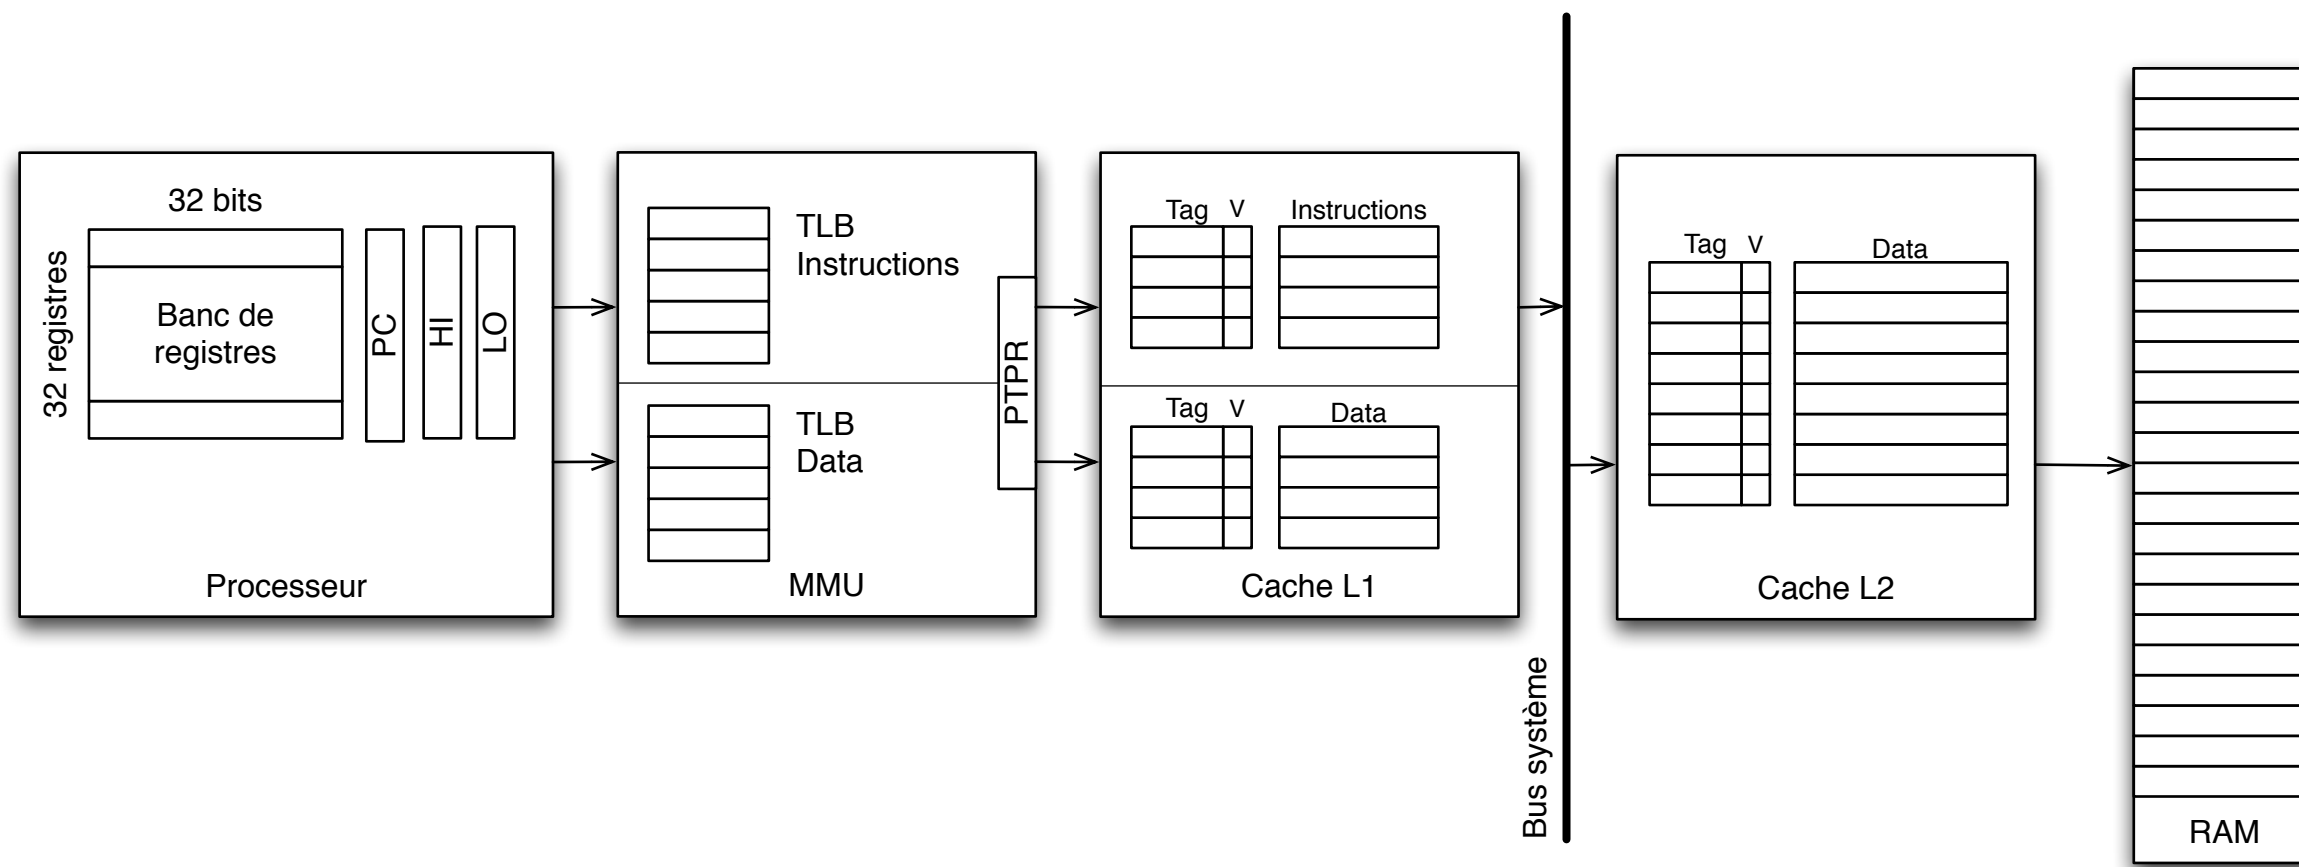 32 bits
32 registres
Banc de
registres
PC
HI
LO
Processeur
TLB
Instructions
TLB
Data
PTPR
MMU
Tag V Instructions
Tag V Data
Cache L1
Bus système
Tag V Data
Cache L2
RAM